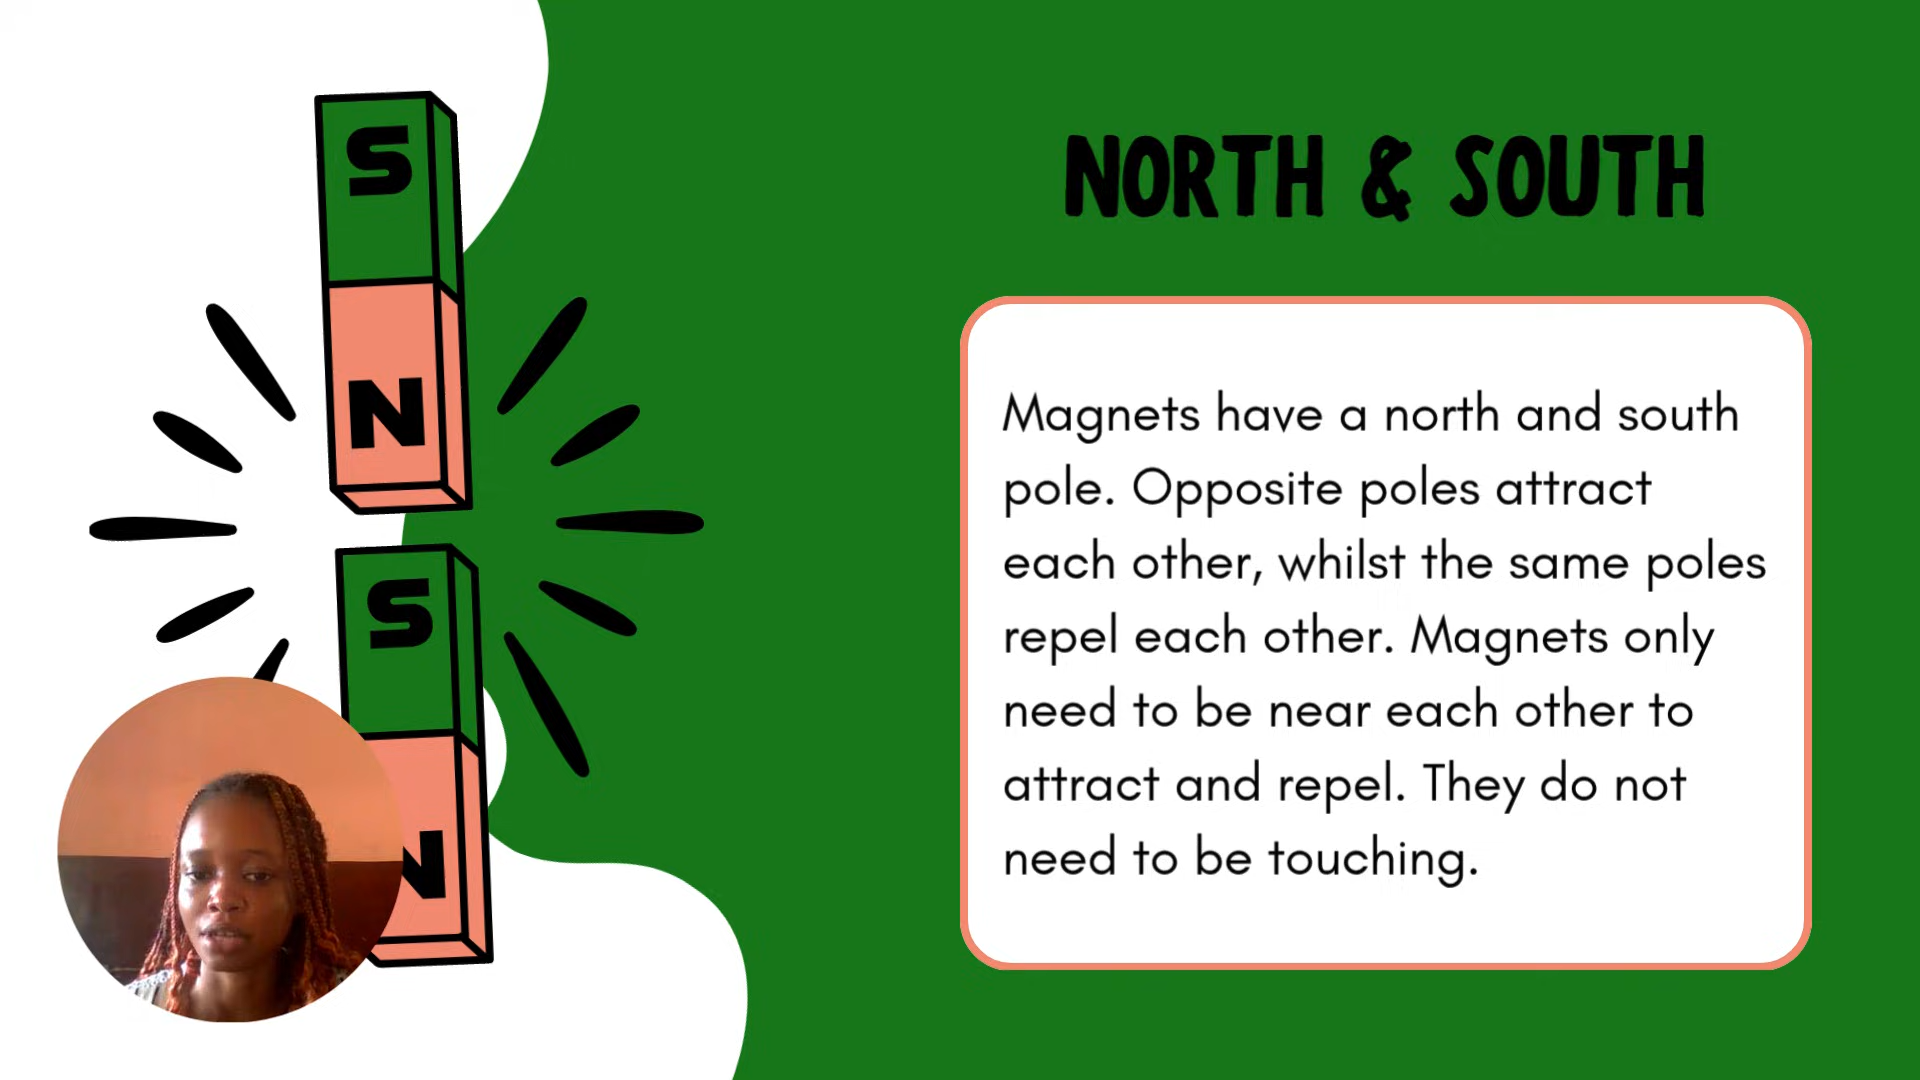 S
N
S
N
NORTH & SOUTH
Magnets have a north and south
pole. Opposite poles attract
each other, whilst the same poles
repel each other. Magnets only
need to be near each other to
attract and repel. They do not
need to be touching.